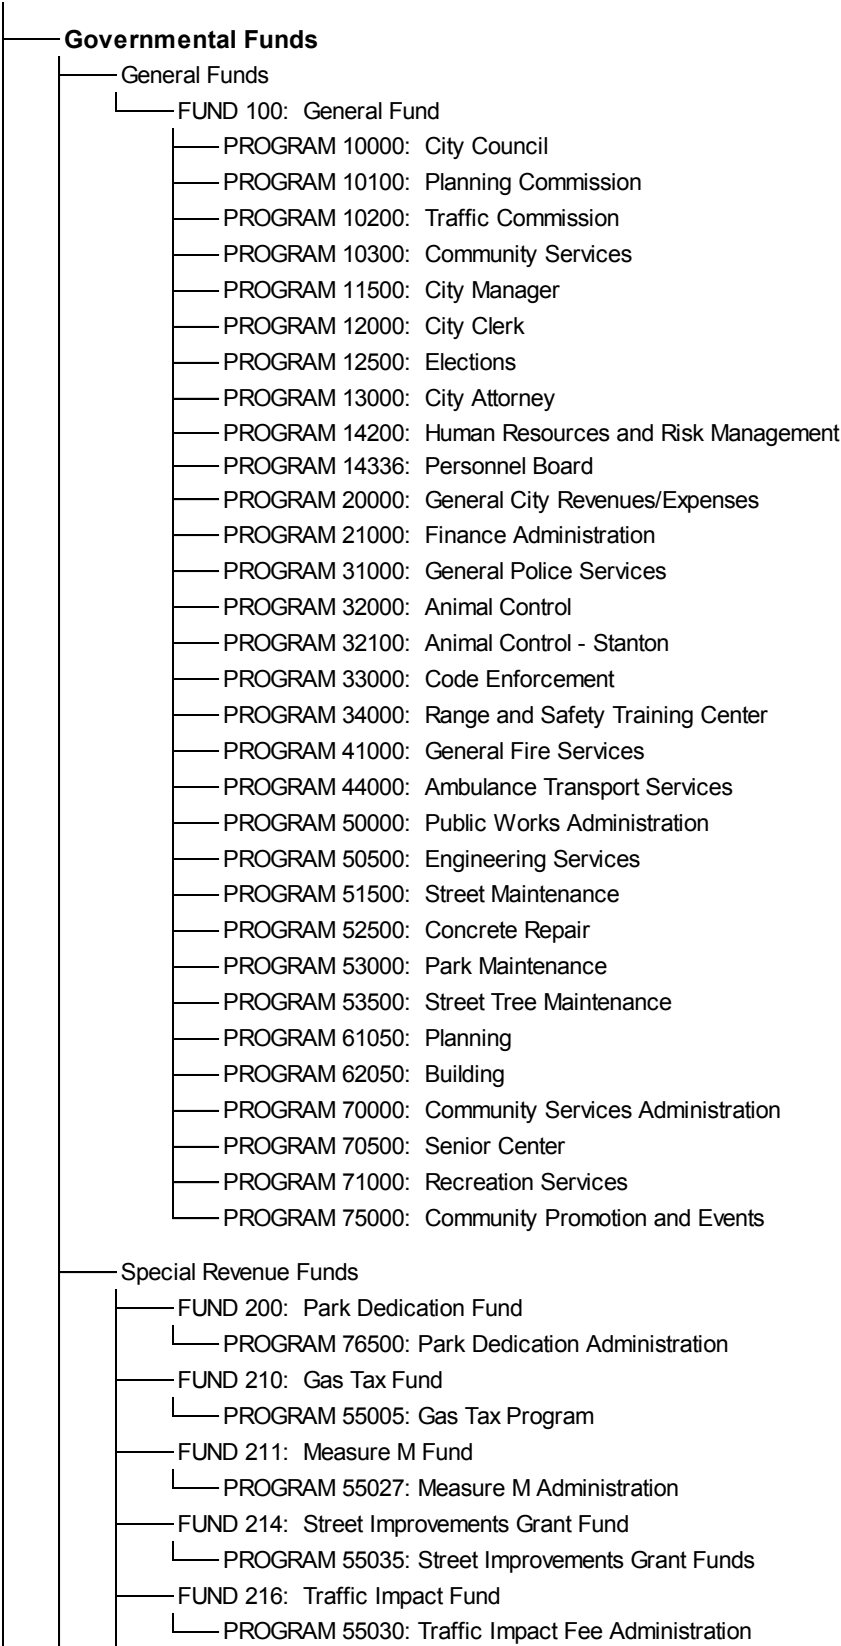 Governmental Funds
General Funds
FUND 100: General Fund
PROGRAM 10000: City Council
PROGRAM 10100: Planning Commission
PROGRAM 10200: Traffic Commission
PROGRAM 10300: Community Services
PROGRAM 11500: City Manager
PROGRAM 12000: City Clerk
PROGRAM 12500: Elections
PROGRAM 13000: City Attorney
PROGRAM 14200: Human Resources and Risk Management
PROGRAM 14336: Personnel Board
PROGRAM 20000: General City Revenues/Expenses
PROGRAM 21000: Finance Administration
PROGRAM 31000: General Police Services
PROGRAM 32000: Animal Control
PROGRAM 32100: Animal Control - Stanton
PROGRAM 33000: Code Enforcement
PROGRAM 34000: Range and Safety Training Center
PROGRAM 41000: General Fire Services
PROGRAM 44000: Ambulance Transport Services
PROGRAM 50000: Public Works Administration
PROGRAM 50500: Engineering Services
PROGRAM 51500: Street Maintenance
PROGRAM 52500: Concrete Repair
PROGRAM 53000: Park Maintenance
PROGRAM 53500: Street Tree Maintenance
PROGRAM 61050: Planning
PROGRAM 62050: Building
PROGRAM 70000: Community Services Administration
PROGRAM 70500: Senior Center
PROGRAM 71000: Recreation Services
PROGRAM 75000: Community Promotion and Events
Special Revenue Funds
FUND 200: Park Dedication Fund
PROGRAM 76500: Park Dedication Administration
FUND 210: Gas Tax Fund
PROGRAM 55005: Gas Tax Program
FUND 211: Measure M Fund
PROGRAM 55027: Measure M Administration
FUND 214: Street Improvements Grant Fund
PROGRAM 55035: Street Improvements Grant Funds
FUND 216: Traffic Impact Fund
PROGRAM 55030: Traffic Impact Fee Administration